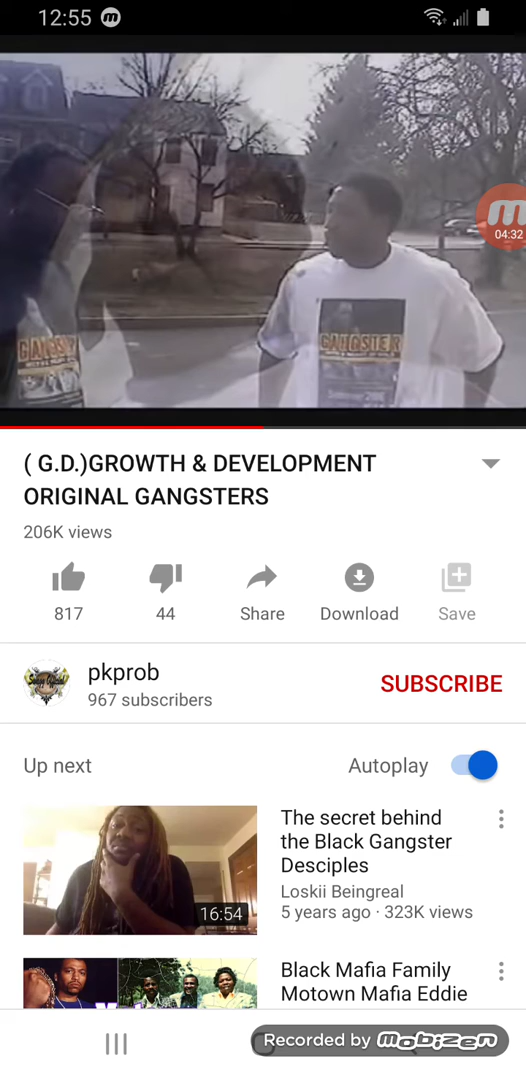 12:55
04:32
GANGSTER
GANGSTER
( G.D.)GROWTH & DEVELOPMENT
ORIGINAL GANGSTERS
206K views
817
44
Share
Download
Save
pkprob
967 subscribers
SUBSCRIBE
Up next
Autoplay
The secret behind
the Black Gangster
Desciples
Loskii Beingreal
5 years ago · 323K views
16:54
Black Mafia Family
Motown Mafia Eddie
Recorded by mobizen